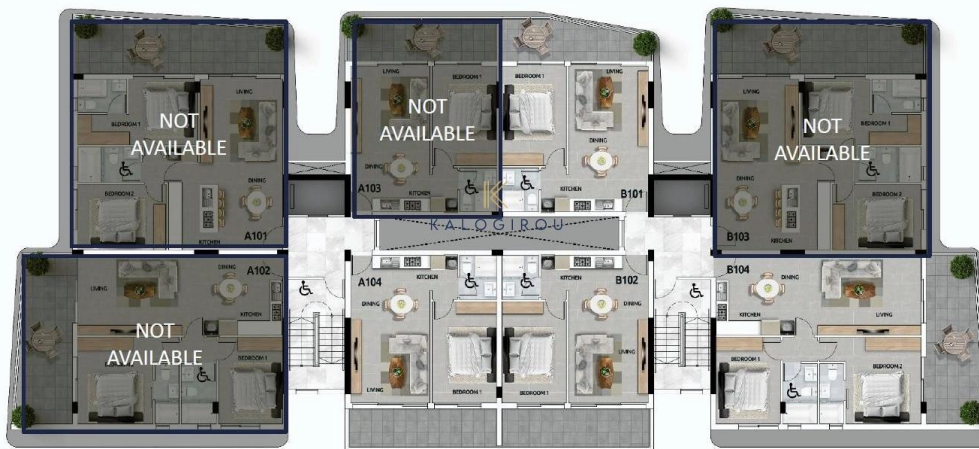 NOT
AVAILABLE
LIVING
BEDROOM 1
DINING
BEDROOM 2
KITCHEN
A101
NOT
AVAILABLE
LIVING
BEDROOM 1
DINING
A103
KITCHEN
BEDROOM 1
LIVING
DINING
KITCHEN
B101
NOT
AVAILABLE
LIVING
BEDROOM 1
DINING
BEDROOM 2
KITCHEN
B103
K
KALOGIROU
NOT
AVAILABLE
A102
DINING
LIVING
KITCHEN
BEDROOM 1
A104
KITCHEN
DINING
LIVING
BEDROOM 1
B102
KITCHEN
DINING
LIVING
BEDROOM 1
B104
DINING
KITCHEN
LIVING
BEDROOM 1
BEDROOM 2